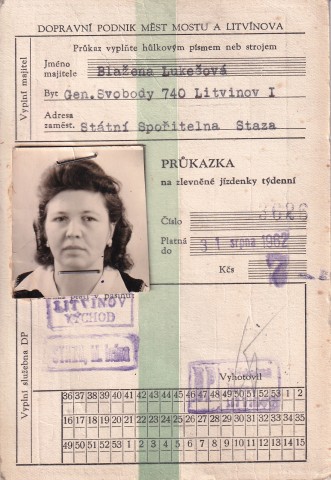 DOPRAVNÍ PODNIK MĚST MOSTU A LITVÍNOVA
Průkaz vyplňte hůlkovým písmem neb strojem
Vyplní majitel
Jméno majitele Blažena Lukešová
Byt Gen.Svobody 740 Litvínov I
Adresa zaměst. Státní Spořitelna Staza
PRŮKAZKA
na zlevněné jízdenky týdenní
Číslo
Platná do 31 srpna 1962
Kčs 2
LITVÍNOV
VÝCHOD
Vyplní služebna DP
Vyhotovil
36 37 38 39 40 41 42 43 44 45 46 47 48 49 50 51 52 53 1 2
16 17 18 19 20 21 22 23 24 25 26 27 28 29 30 31 32 33 34 35
49 50 51 52 53 1 2 3 4 5 6 7 8 9 10 11 12 13 14 15